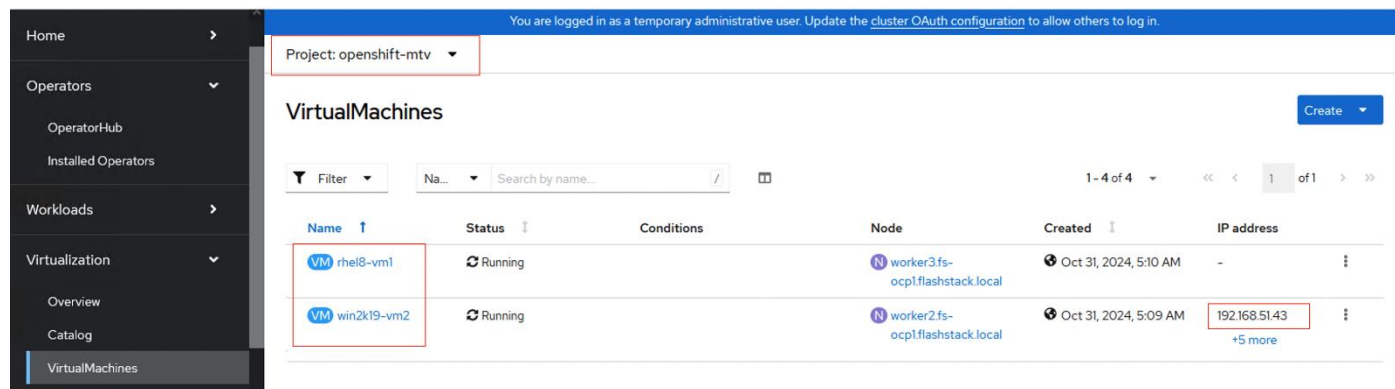 You are logged in as a temporary administrative user. Update the cluster OAuth configuration to allow others to log in.
Home
Operators
OperatorHub
Installed Operators
Workloads
Virtualization
Overview
Catalog
VirtualMachines
Project: openshift-mtv
VirtualMachines
Create
Filter Na... Search by name... / 1 - 4 of 4 << < 1 of 1 > >>
Name Status Conditions Node Created IP address
VM rhel8-vm1 Running N worker3.fs- Oct 31, 2024, 5:10 AM -
ocp1.flashstack.local
VM win2k19-vm2 Running N worker2.fs- Oct 31, 2024, 5:09 AM 192.168.51.43
ocp1.flashstack.local +5 more